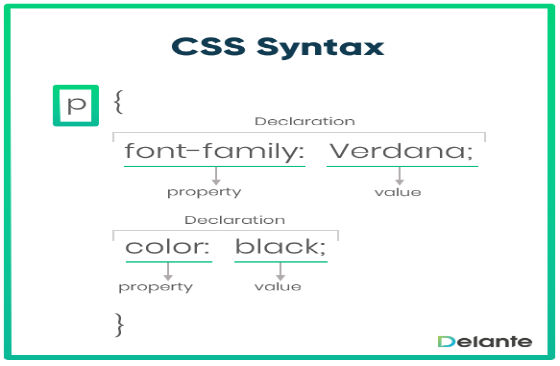 CSS Syntax
p {
Declaration
font-family: Verdana;
property value
Declaration
color: black;
property value
}
Delante